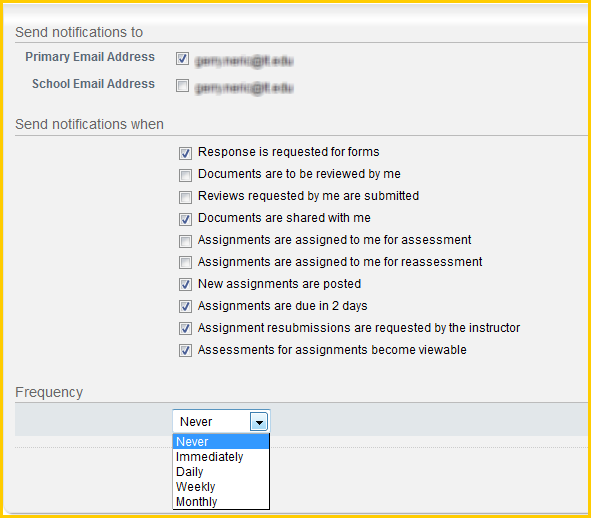 Send notifications to
Primary Email Address
School Email Address
Send notifications when
Response is requested for forms
Documents are to be reviewed by me
Reviews requested by me are submitted
Documents are shared with me
Assignments are assigned to me for assessment
Assignments are assigned to me for reassessment
New assignments are posted
Assignments are due in 2 days
Assignment resubmissions are requested by the instructor
Assessments for assignments become viewable
Frequency
Never
Never
Immediately
Daily
Weekly
Monthly